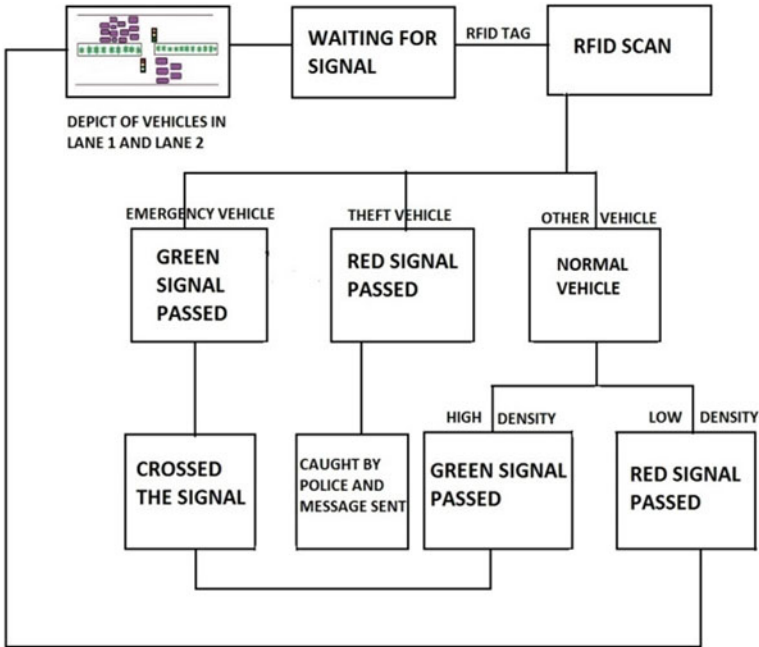 WAITING FOR
SIGNAL
RFID TAG
RFID SCAN
DEPICT OF VEHICLES IN
LANE 1 AND LANE 2
EMERGENCY VEHICLE
THEFT VEHICLE
OTHER VEHICLE
GREEN
SIGNAL
PASSED
RED SIGNAL
PASSED
NORMAL
VEHICLE
HIGH DENSITY
LOW DENSITY
CROSSED
THE SIGNAL
CAUGHT BY
POLICE AND
MESSAGE SENT
GREEN SIGNAL
PASSED
RED SIGNAL
PASSED